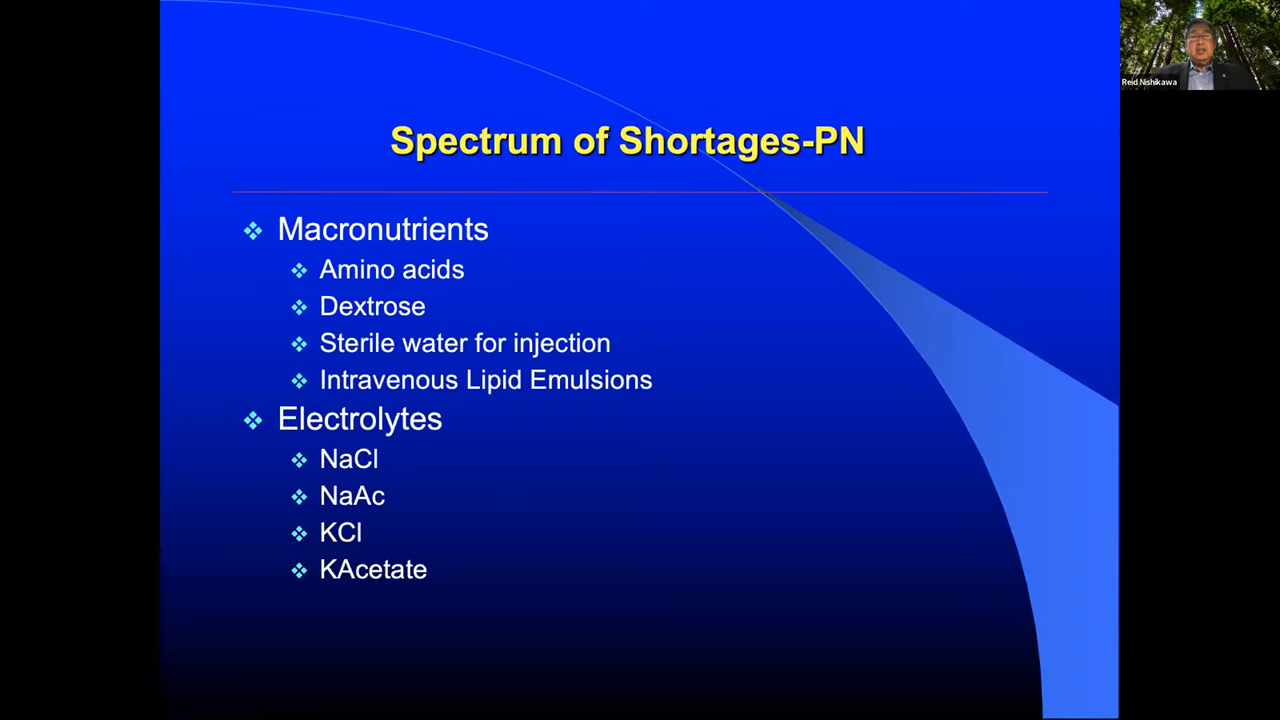 Spectrum of Shortages-PN
Macronutrients
Amino acids
Dextrose
Sterile water for injection
Intravenous Lipid Emulsions
Electrolytes
NaCl
NaAc
KCl
KAcetate
Reid Nishikawa